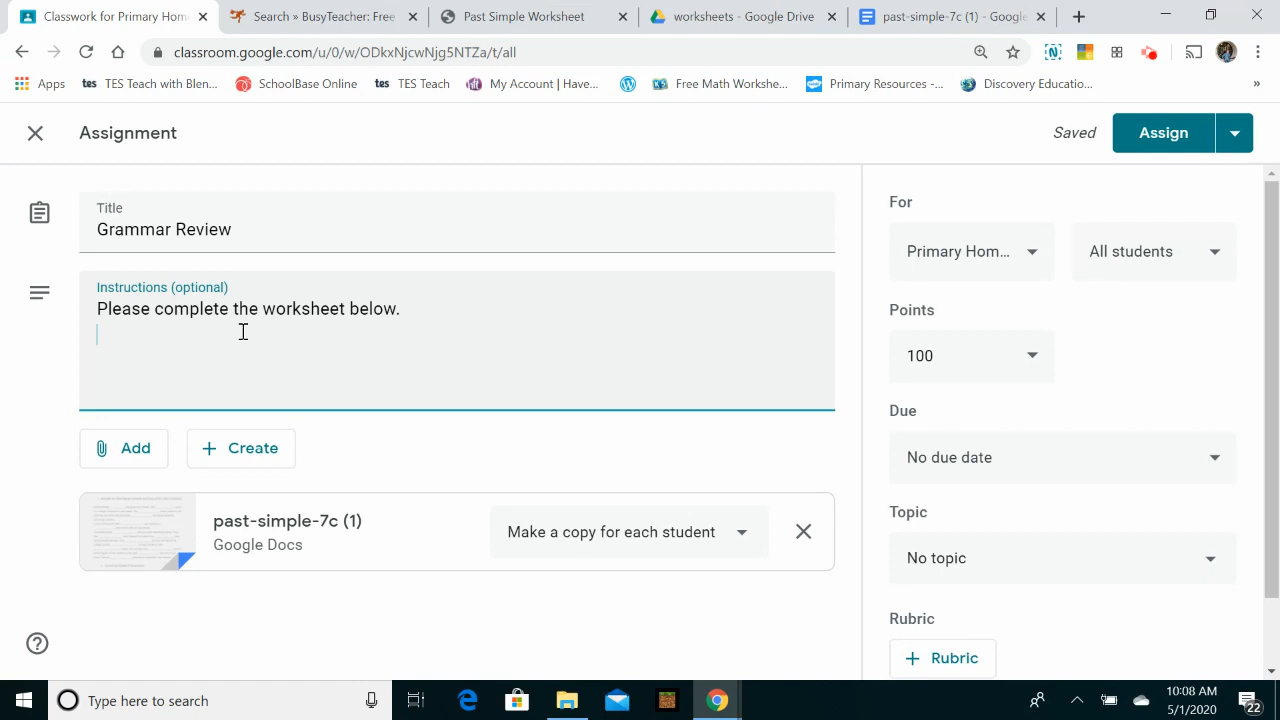 Classwork for Primary Hom
Search » BusyTeacher: Free
Past Simple Worksheet
worksheets - Google Drive
past-simple-7c (1) - Google
classroom.google.com/u/0/w/ODkxNjcwNjg5NTZa/t/all
Apps
tes TES Teach with Blen...
SchoolBase Online
tes TES Teach
My Account | Have...
Free Math Workshe...
Primary Resources -...
Discovery Educatio...
»
Assignment
Saved
Assign
Title
Grammar Review
Instructions (optional)
Please complete the worksheet below.
Add
Create
past-simple-7c (1)
Google Docs
Make a copy for each student
For
Primary Hom...
All students
Points
100
Due
No due date
Topic
No topic
Rubric
Rubric
Type here to search
10:08 AM
5/1/2020
22